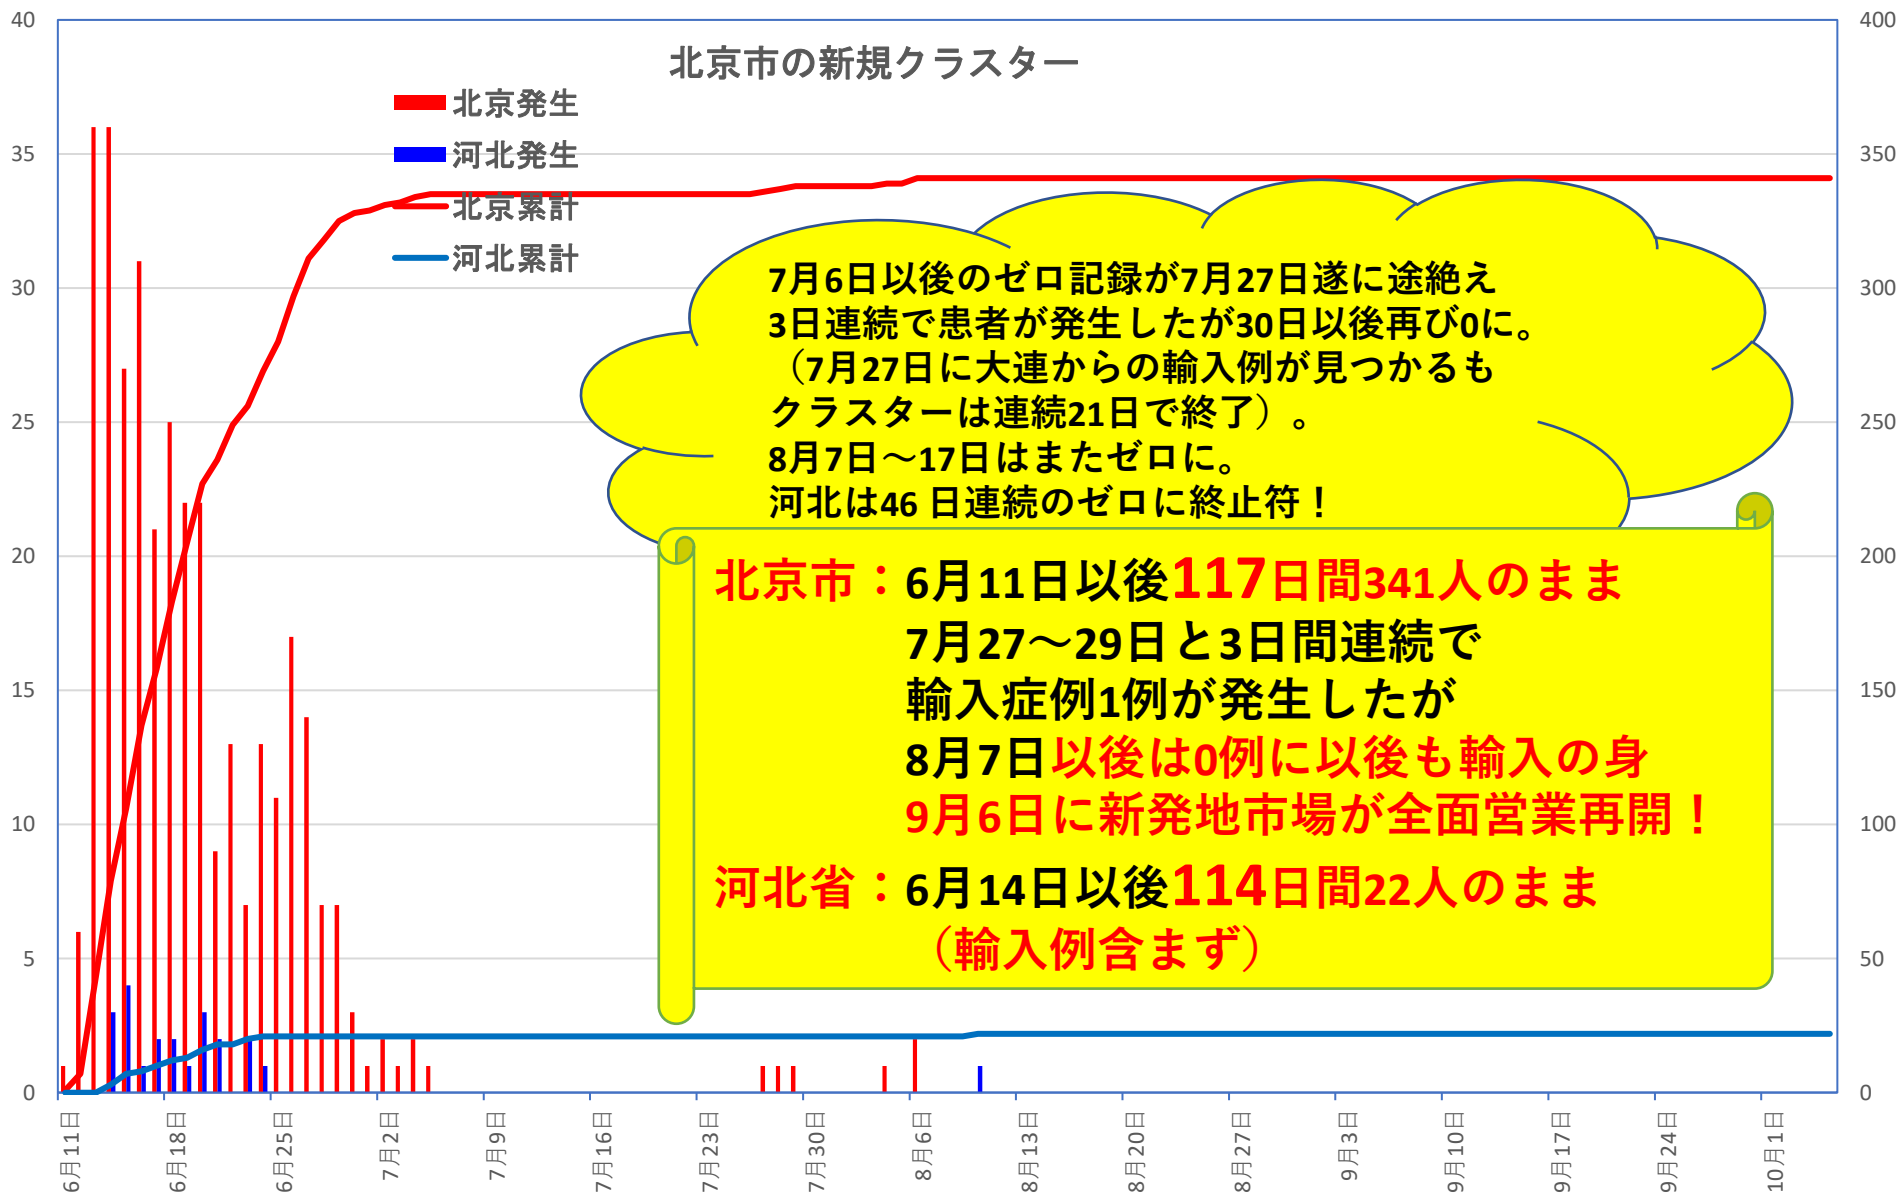 北京市の新規クラスター
北京発生
河北発生
北京累計
河北累計
40
35
30
25
20
15
10
5
0
400
350
300
250
200
150
100
50
0
7月6日以後のゼロ記録が7月27日遂に途絶え
3日連続で患者が発生したが30日以後再び0に。
（7月27日に大連からの輸入例が見つかるも
クラスターは連続21日で終了）。
8月7日～17日はまたゼロに。
河北は46 日連続のゼロに終止符！
北京市：6月11日以後117日間341人のまま
7月27～29日と3日間連続で
輸入症例1例が発生したが
8月7日以後は0例に以後も輸入の身
9月6日に新発地市場が全面営業再開！
河北省：6月14日以後114日間22人のまま
（輸入例含まず）
6月11日
6月18日
6月25日
7月2日
7月9日
7月16日
7月23日
7月30日
8月6日
8月13日
8月20日
8月27日
9月3日
9月10日
9月17日
9月24日
10月1日